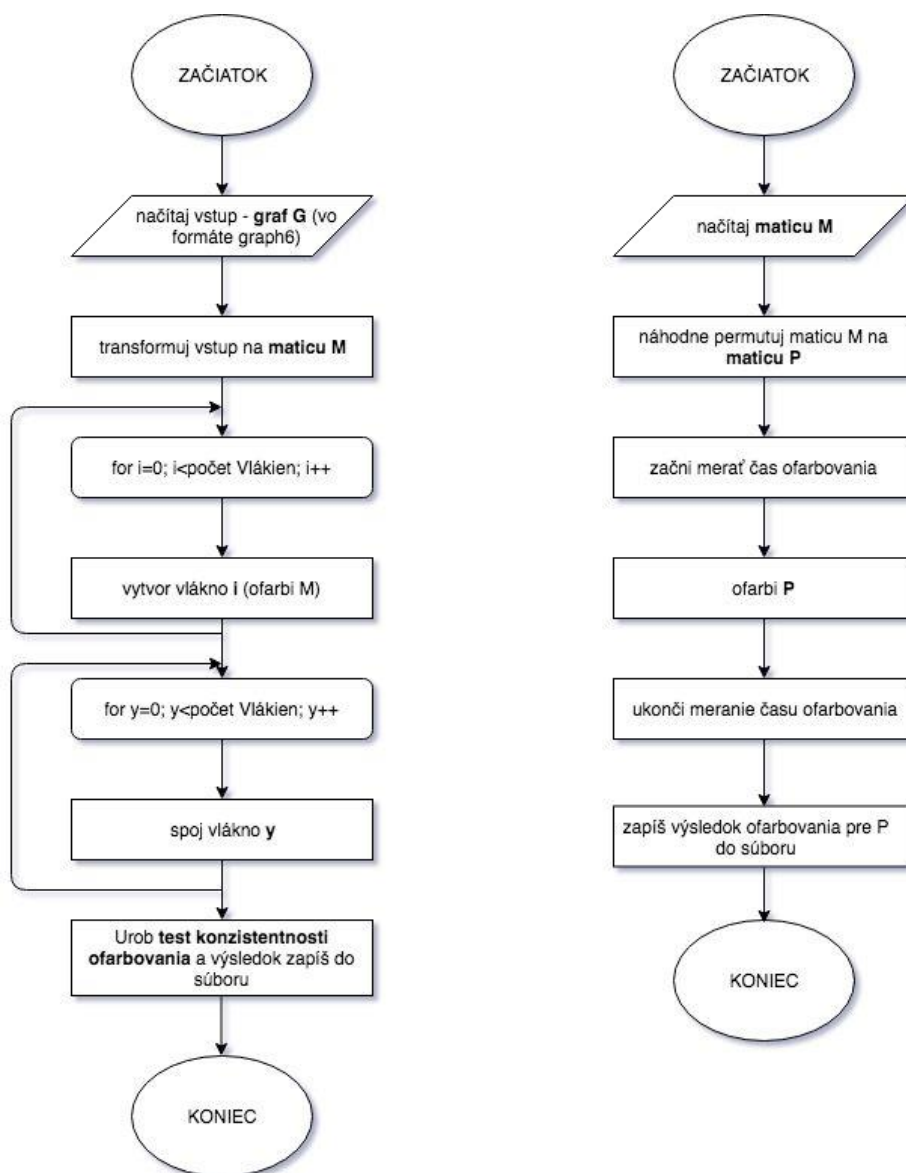 ZAČIATOK
načítaj vstup - graf G (vo
formáte graph6)
transformuj vstup na maticu M
for i=0; i<počet Vlákien; i++
vytvor vlákno i (ofarbi M)
for y=0; y<počet Vlákien; y++
spoj vlákno y
Urob test konzistentnosti
ofarbovania a výsledok zapíš do
súboru
KONIEC
ZAČIATOK
načítaj maticu M
náhodne permutuj maticu M na
maticu P
začni merať čas ofarbovania
ofarbi P
ukonči meranie času ofarbovania
zapíš výsledok ofarbovania pre P
do súboru
KONIEC